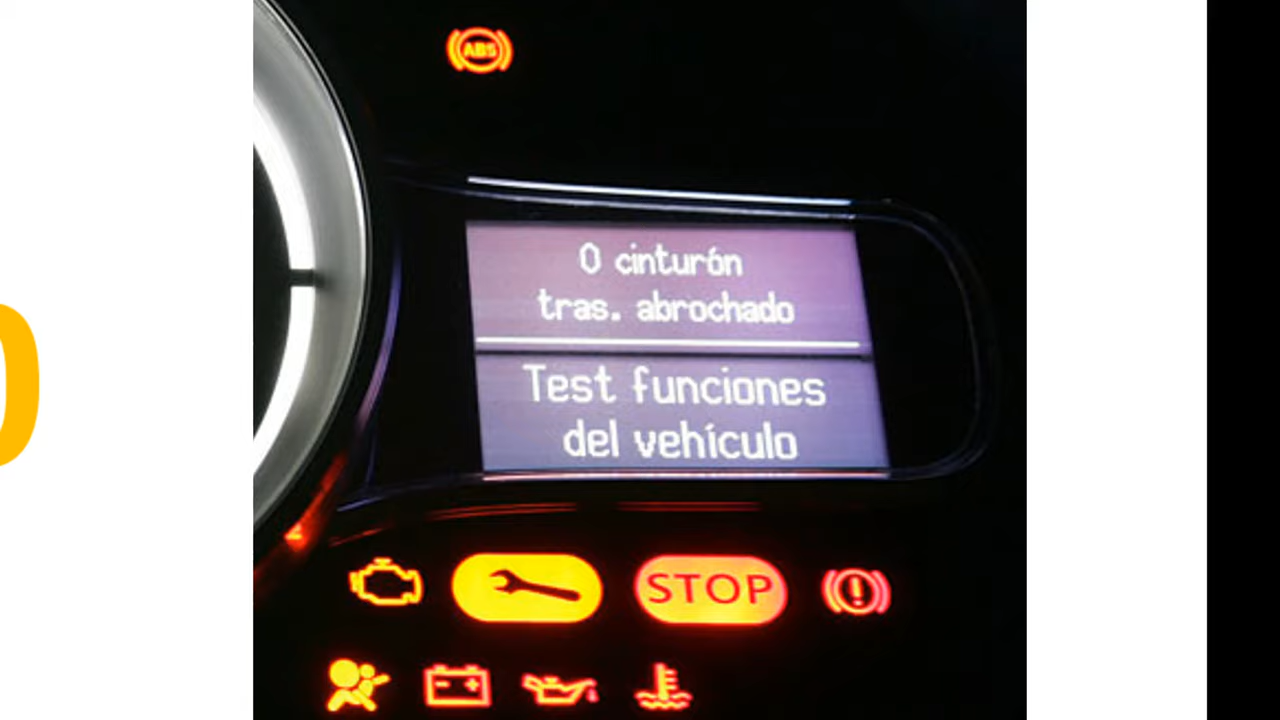 ABS
0 cinturón
tras. abrochado
Test funciones
del vehículo
STOP